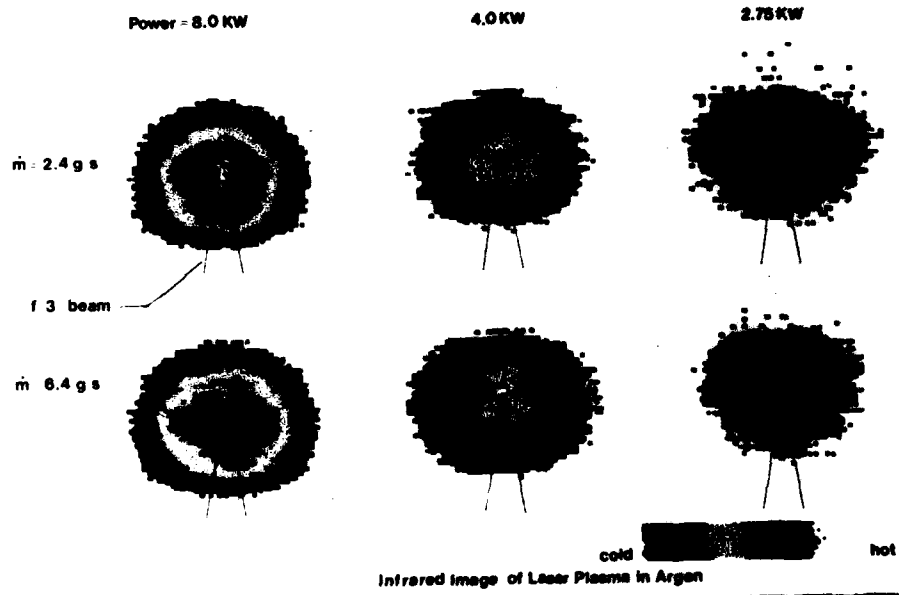 Power = 8.0 KW
4.0 KW
2.75 KW
ṁ = 2.4 g s
f 3 beam
ṁ 6.4 g s
cold
hot
Infrared Image of Laser Plasma in Argon